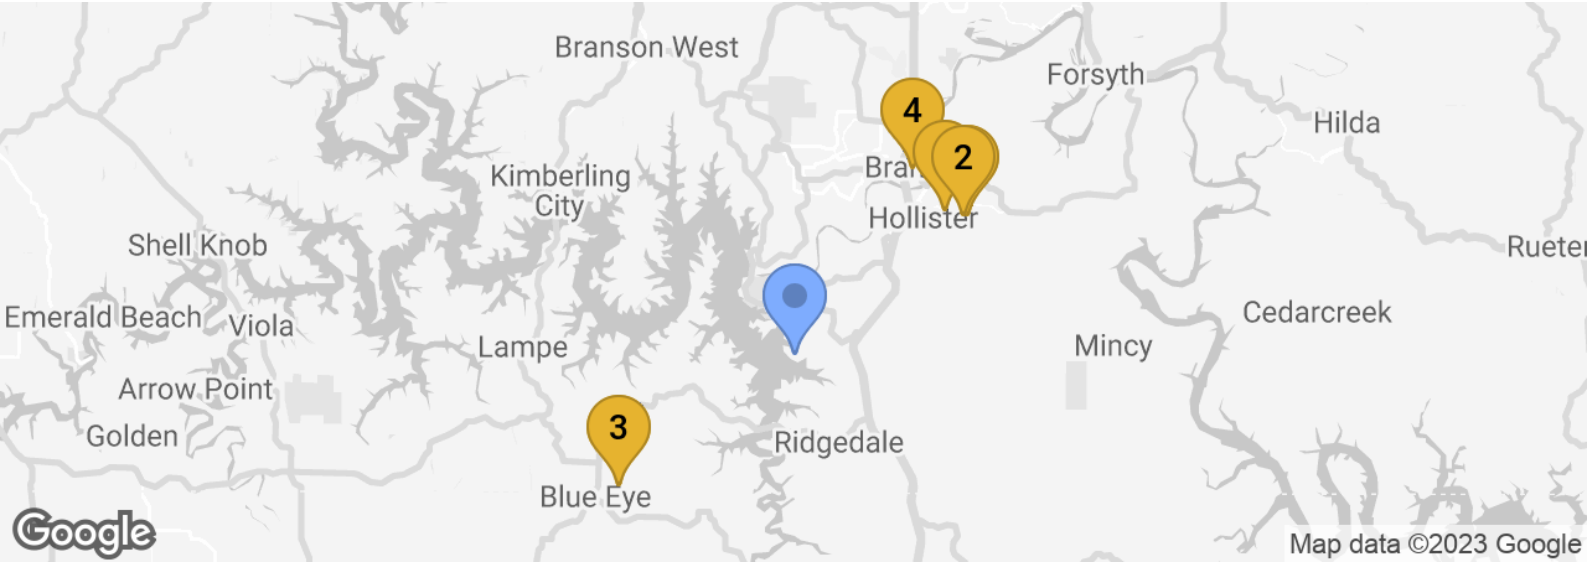 Branson West
Forsyth
4
Hilda
2
Kimberling
City
Hollister
Shell Knob
Rueter
Emerald Beach
Viola
Cedarcreek
Lampe
Mincy
Arrow Point
3
Golden
Ridgedale
Blue Eye
Google
Map data ©2023 Google